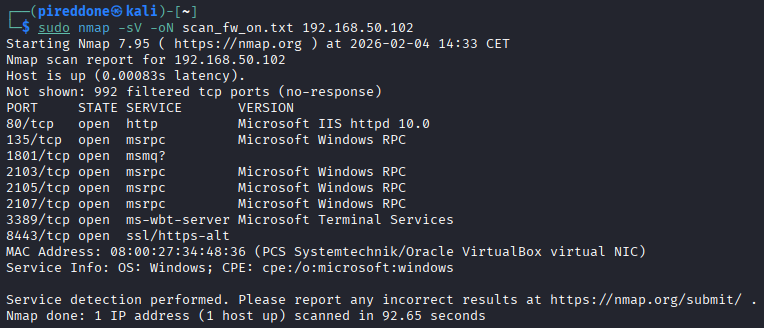 ┌──(pireddone㉿kali)-[~]
└─$ sudo nmap -sV -oN scan_fw_on.txt 192.168.50.102
Starting Nmap 7.95 ( https://nmap.org ) at 2026-02-04 14:33 CET
Nmap scan report for 192.168.50.102
Host is up (0.00083s latency).
Not shown: 992 filtered tcp ports (no-response)
PORT     STATE SERVICE       VERSION
80/tcp   open  http          Microsoft IIS httpd 10.0
135/tcp  open  msrpc         Microsoft Windows RPC
1801/tcp open  msmq?
2103/tcp open  msrpc         Microsoft Windows RPC
2105/tcp open  msrpc         Microsoft Windows RPC
2107/tcp open  msrpc         Microsoft Windows RPC
3389/tcp open  ms-wbt-server Microsoft Terminal Services
8443/tcp open  ssl/https-alt
MAC Address: 08:00:27:34:48:36 (PCS Systemtechnik/Oracle VirtualBox virtual NIC)
Service Info: OS: Windows; CPE: cpe:/o:microsoft:windows

Service detection performed. Please report any incorrect results at https://nmap.org/submit/ .
Nmap done: 1 IP address (1 host up) scanned in 92.65 seconds